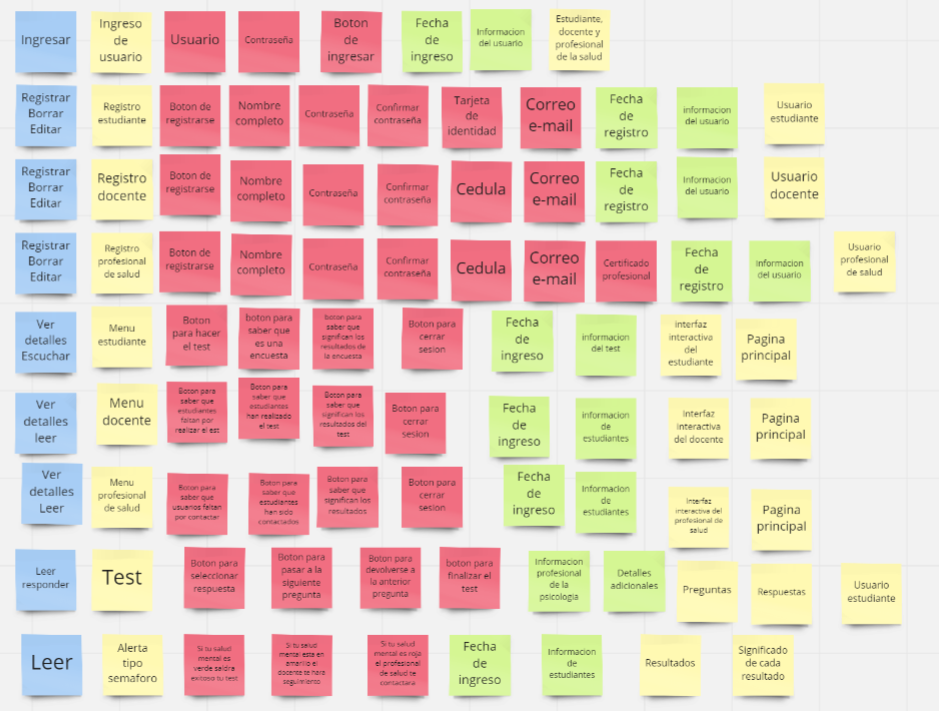 Ingresar
Ingreso
de
usuario
Usuario
Contraseña
Boton
de
ingresar
Fecha
de
ingreso
Informacion
del usuario
Estudiante,
docente y
profesional
de la salud
Registrar
Borrar
Editar
Registro
estudiante
Boton de
registrarse
Nombre
completo
Contraseña
Confirmar
contraseña
Tarjeta
de
identidad
Correo
e-mail
Fecha
de
registro
informacion
del usuario
Usuario
estudiante
Registrar
Borrar
Editar
Registro
docente
Boton de
registrarse
Nombre
completo
Contraseña
Confirmar
contraseña
Cedula
Correo
e-mail
Fecha
de
registro
Informacion
del usuario
Usuario
docente
Registrar
Borrar
Editar
Registro
profesional
de salud
Boton de
registrarse
Nombre
completo
Contraseña
Confirmar
contraseña
Cedula
Correo
e-mail
Certificado
profesional
Fecha
de
registro
Informacion
del usuario
Usuario
profesional
de salud
Ver
detalles
Escuchar
Menu
estudiante
Boton
para hacer
el test
boton para
saber que
es una
encuesta
boton para
saber que
significan los
resultados de
la encuesta
Boton para
cerrar
sesion
Fecha
de
ingreso
informacion
del test
interfaz
interactiva
del
estudiante
Pagina
principal
Ver
detalles
leer
Menu
docente
Boton para
saber que
estudiantes
faltan por
realizar el est
Boton para
saber que
estudiantes
han realizado
el test
Boton para
saber que
significan los
resultados del
test
Boton para
cerrar
sesion
Fecha
de
ingreso
informacion
de
estudiantes
Interfaz
interactiva
del docente
Pagina
principal
Ver
detalles
Leer
Menu
profesional
de salud
Boton para
saber que
usuarios faltan
por contactar
Boton para
saber que
estudiantes
han sido
contactados
Boton para
saber que
significan los
resultados
Boton para
cerrar
sesion
Fecha
de
ingreso
Informacion
de
estudiantes
Interfaz
interactiva del
profesional de
salud
Pagina
principal
Leer
responder
Test
Boton para
seleccionar
respuesta
Boton para
pasar a la
siguiente
pregunta
Boton para
devolverse a
la anterior
pregunta
boton para
finalizar el
test
Informacion
profesional
de la
psicologia
Detalles
adicionales
Preguntas
Respuestas
Usuario
estudiante
Leer
Alerta
tipo
semaforo
Si tu salud
mental es
verde saldra
exitoso tu test
Si tu salud
mental esta en
amarillo el
docente te hara
seguimiento
Si tu salud
mental es roja
el profesional
de salud te
contactara
Fecha
de
ingreso
Informacion
de
estudiantes
Resultados
Significado
de cada
resultado